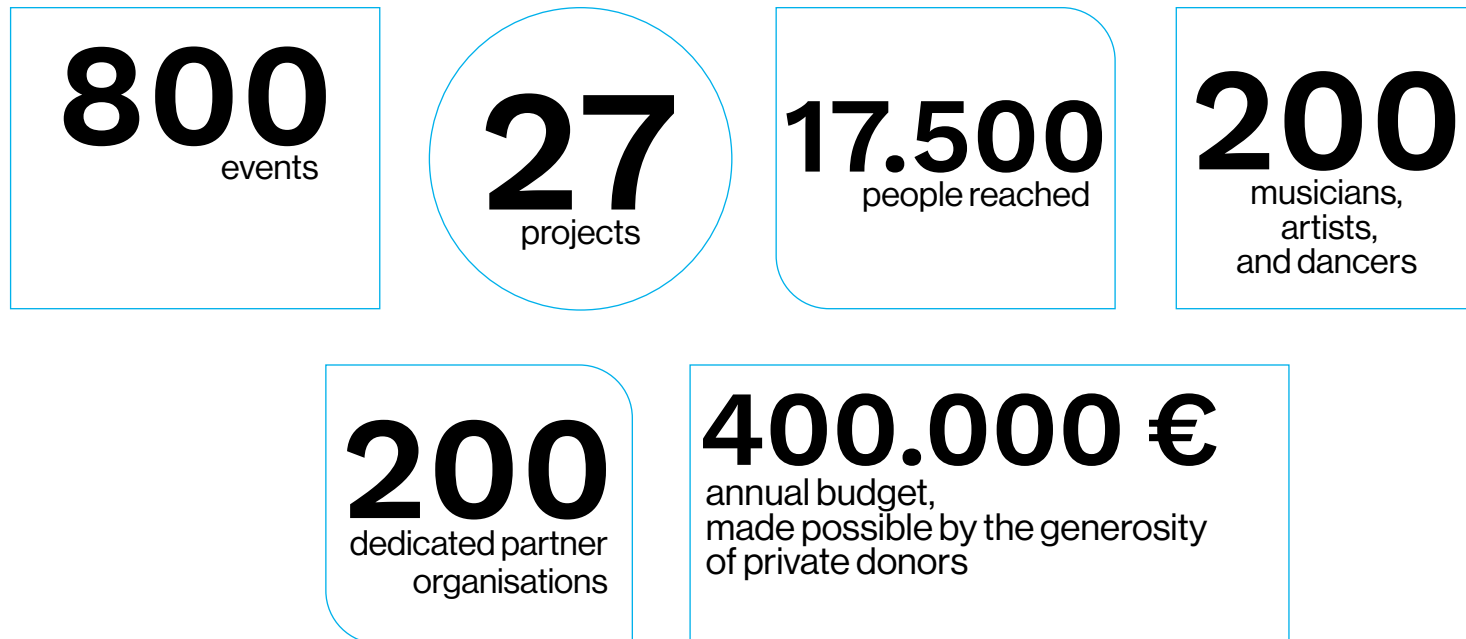 800
events
27
projects
17.500
people reached
200
musicians,
artists,
and dancers
200
dedicated partner
organisations
400.000 €
annual budget,
made possible by the generosity
of private donors